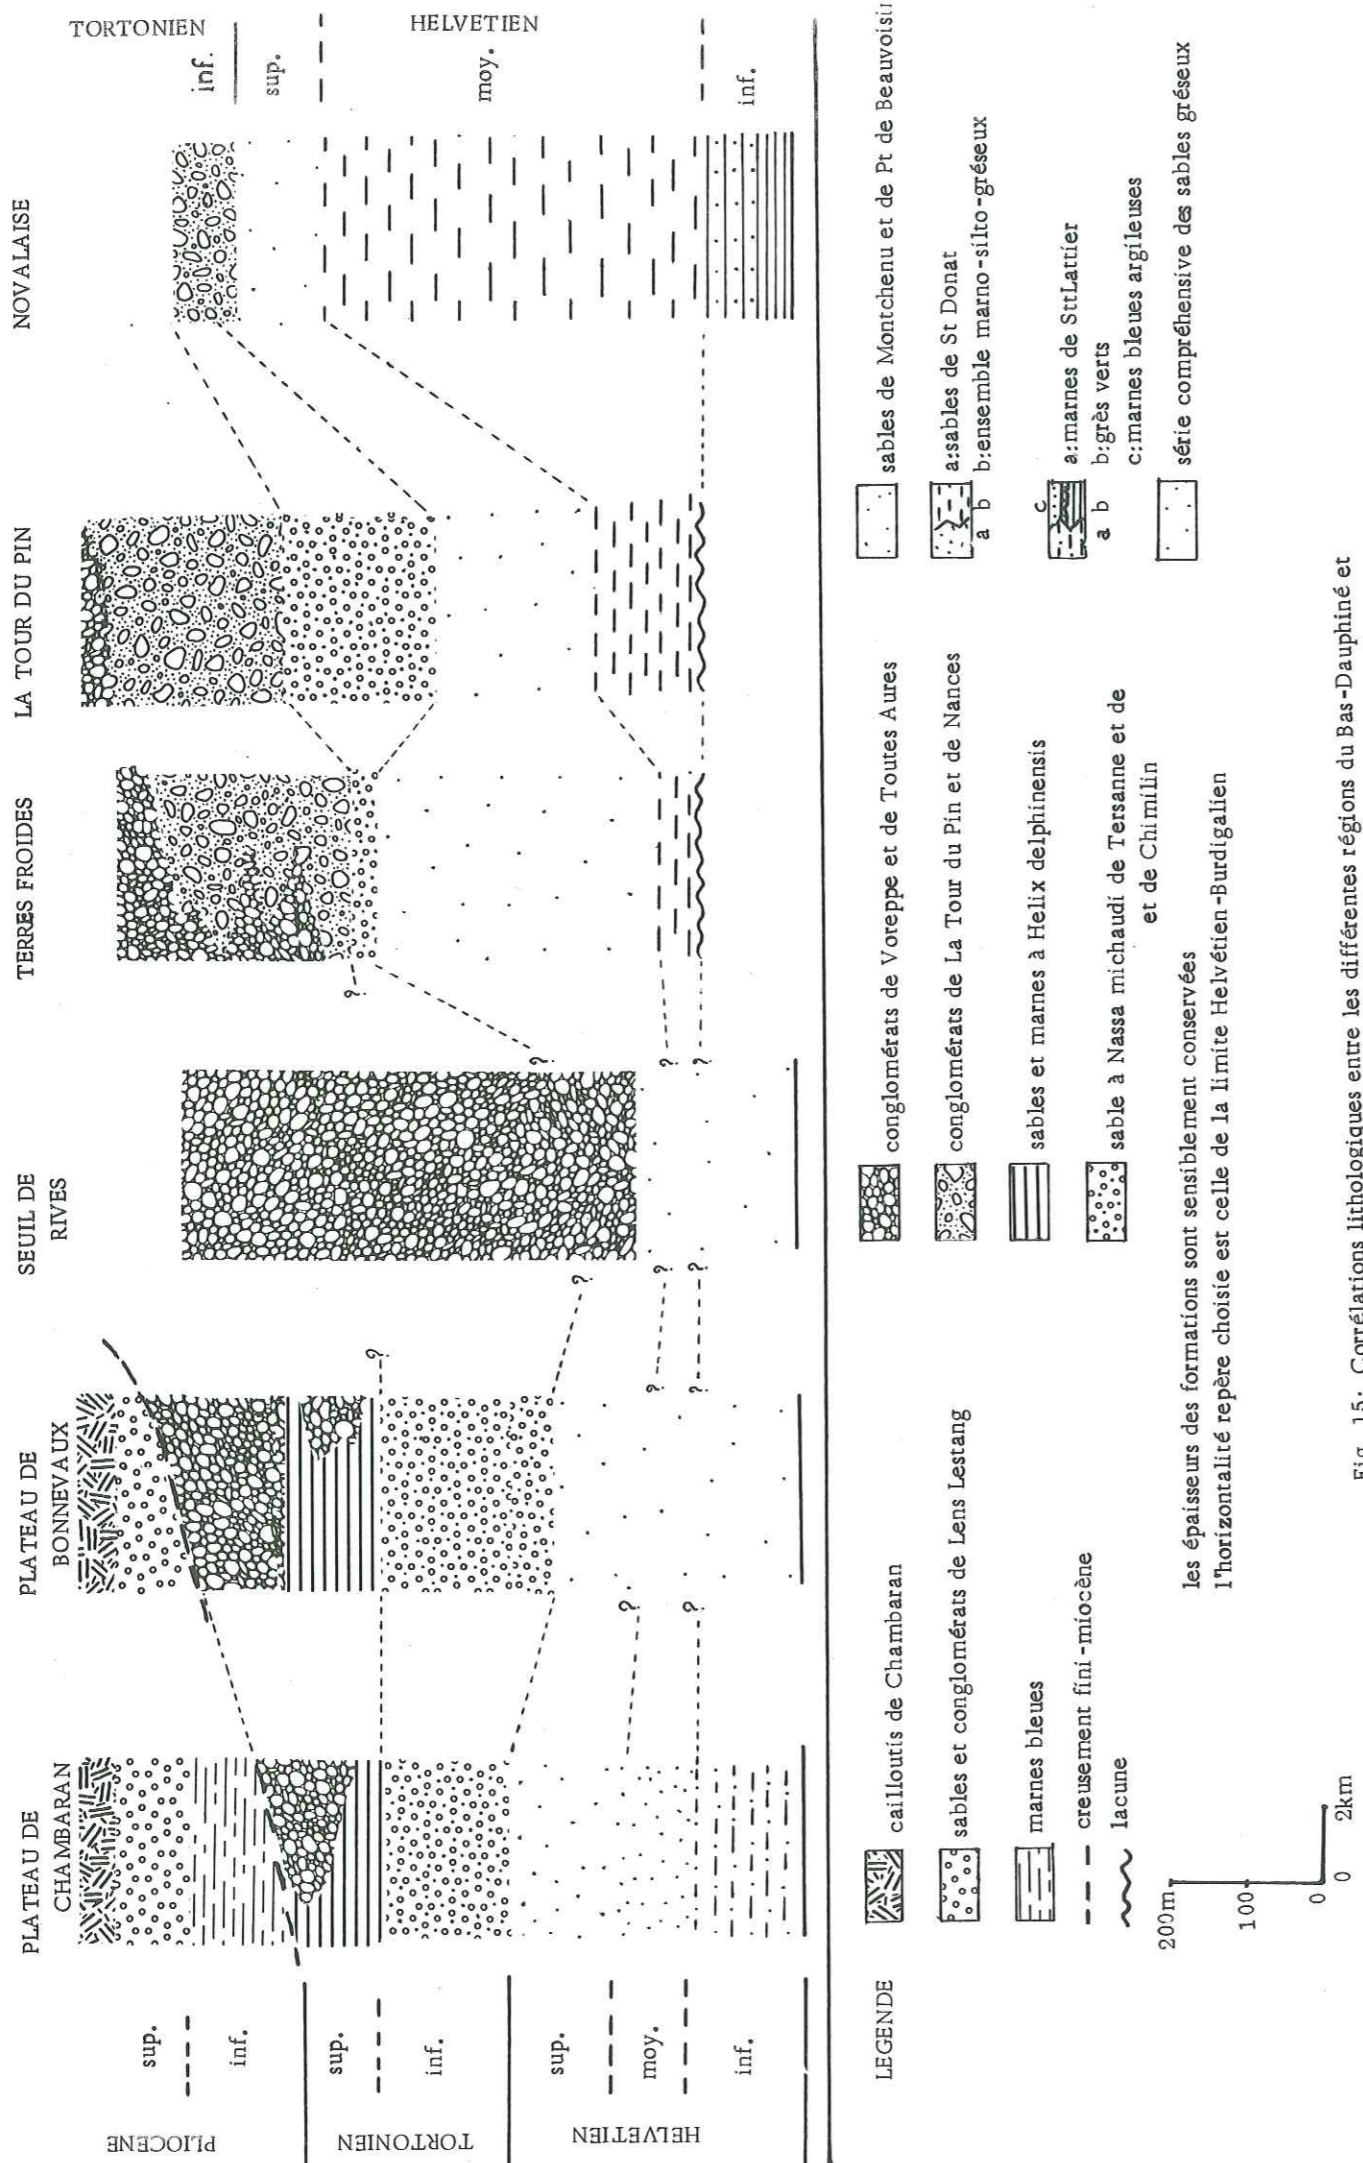 PLATEAU DE
CHAMBARAN
PLATEAU DE
BONNEVAUX
SEUIL DE
RIVES
TERRES FROIDES
LA TOUR DU PIN
NOVALAISE
PLIOCENE
sup.
inf.
TORTONIEN
sup.
inf.
HELVETIEN
sup.
moy.
inf.
?
?
?
?
?
?
?
?
?
?
?
?
?
TORTONIEN
inf.
sup.
HELVETIEN
moy.
inf.
LEGENDE
cailloutis de Chambaran
sables et conglomérats de Lens Lestang
marnes bleues
creusement fini-miocène
lacune
conglomérats de Voreppe et de Toutes Aures
conglomérats de La Tour du Pin et de Nances
sables et marnes à Helix delphinensis
sable à Nassa michaudi de Tersanne et de
et de Chimilin
sables de Montchenu et de Pt de Beauvoisin
a:sables de St Donat
a b b:ensemble marno-silto-gréseux
c
a:marnes de SttLattier
a b b:grès verts
c:marnes bleues argileuses
série compréhensive des sables gréseux
les épaisseurs des formations sont sensiblement conservées
l'horizontalité repère choisie est celle de la limite Helvétien-Burdigalien
200m
100
0
0 2km
Fig. 15: Corrélations lithologiques entre les différentes régions du Bas-Dauphiné et